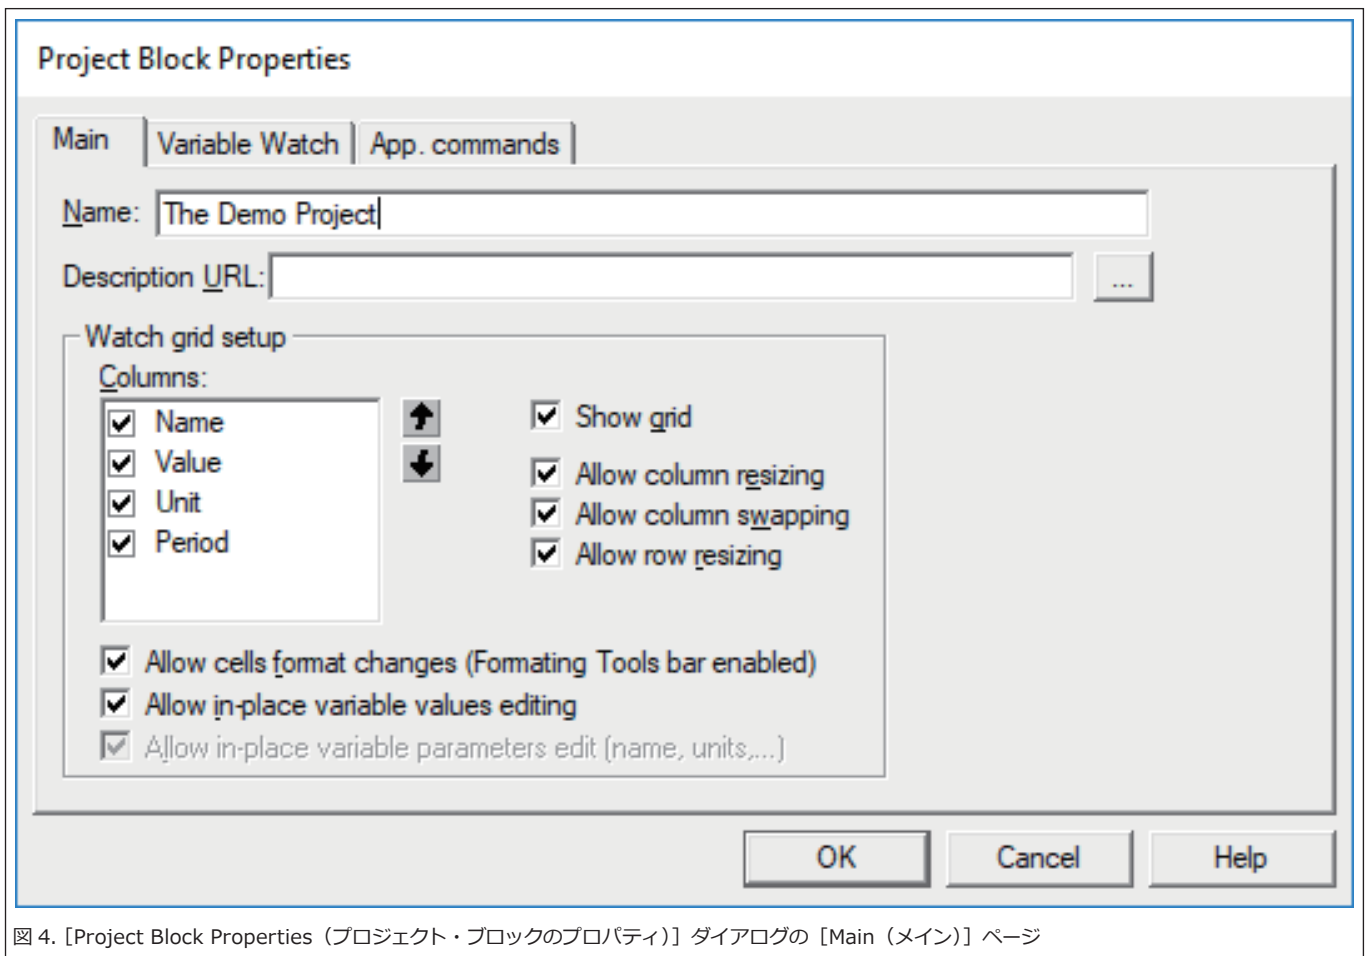 Project Block Properties
Main Variable Watch App. commands
Name: The Demo Project
Description URL: ...
Watch grid setup
Columns:
Name
Value
Unit
Period
Show grid
Allow column resizing
Allow column swapping
Allow row resizing
Allow cells format changes (Formating Tools bar enabled)
Allow in-place variable values editing
Allow in-place variable parameters edit (name, units,...)
OK Cancel Help
図 4. [Project Block Properties（プロジェクト・ブロックのプロパティ）] ダイアログの [Main（メイン）] ページ